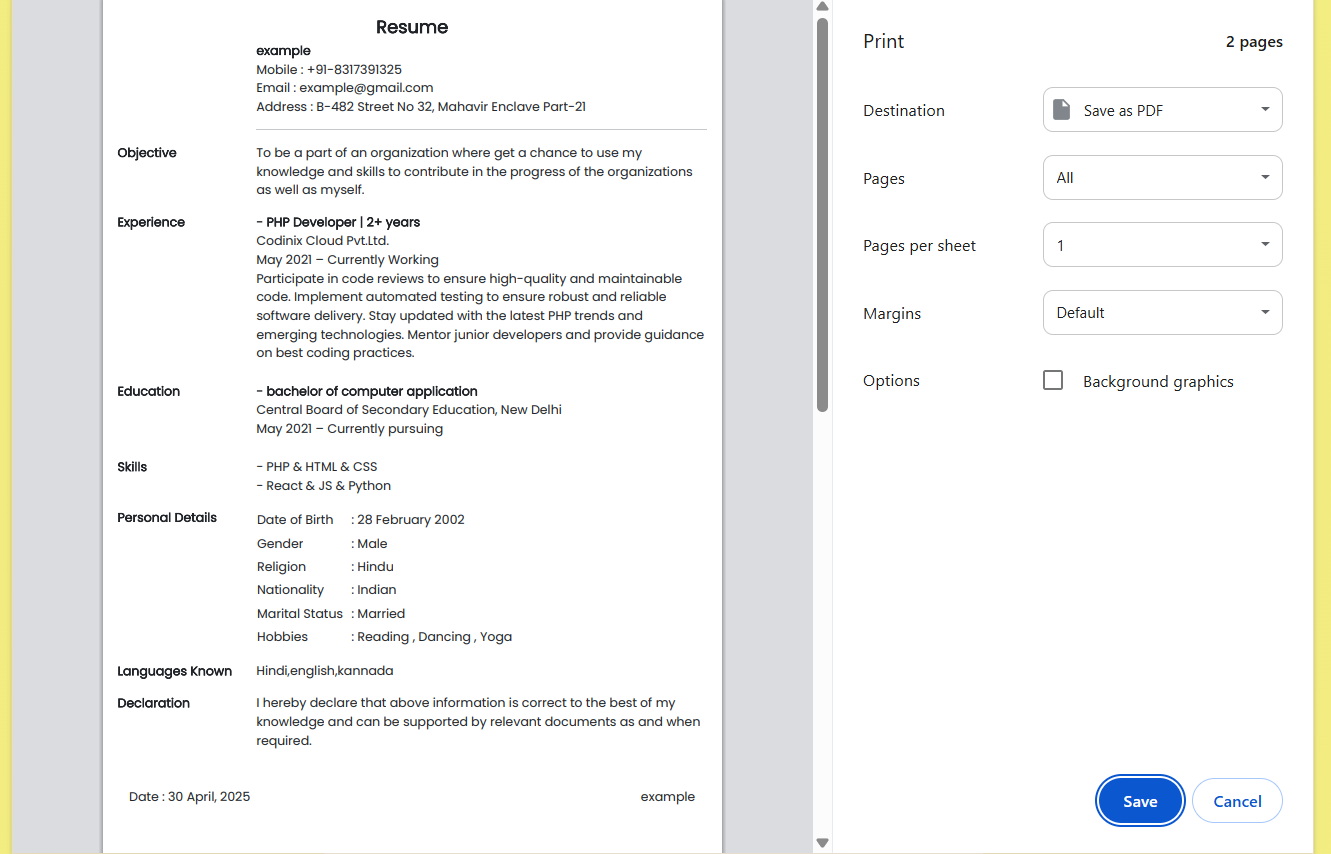 Resume
example
Mobile : +91-8317391325
Email : example@gmail.com
Address : B-482 Street No 32, Mahavir Enclave Part-21
Objective
To be a part of an organization where get a chance to use my
knowledge and skills to contribute in the progress of the organizations
as well as myself.
Experience
- PHP Developer | 2+ years
Codinix Cloud Pvt.Ltd.
May 2021 – Currently Working
Participate in code reviews to ensure high-quality and maintainable
code. Implement automated testing to ensure robust and reliable
software delivery. Stay updated with the latest PHP trends and
emerging technologies. Mentor junior developers and provide guidance
on best coding practices.
Education
- bachelor of computer application
Central Board of Secondary Education, New Delhi
May 2021 – Currently pursuing
Skills
- PHP & HTML & CSS
- React & JS & Python
Personal Details
Date of Birth : 28 February 2002
Gender : Male
Religion : Hindu
Nationality : Indian
Marital Status : Married
Hobbies : Reading , Dancing , Yoga
Languages Known
Hindi,english,kannada
Declaration
I hereby declare that above information is correct to the best of my
knowledge and can be supported by relevant documents as and when
required.
Date : 30 April, 2025
example
Print
2 pages
Destination
Save as PDF
Pages
All
Pages per sheet
1
Margins
Default
Options
Background graphics
Save
Cancel